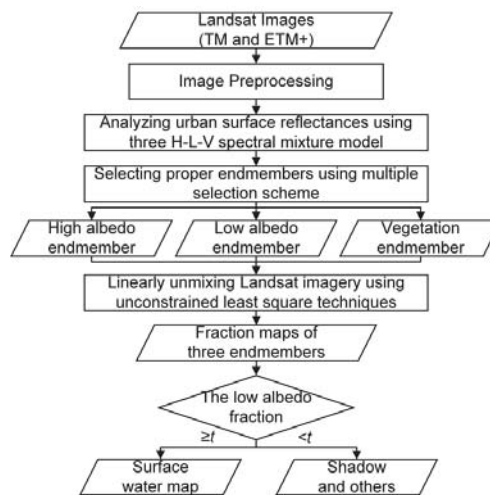 Landsat Images
(TM and ETM+)
Image Preprocessing
Analyzing urban surface reflectances using
three H-L-V spectral mixture model
Selecting proper endmembers using multiple
selection scheme
High albedo
endmember
Low albedo
endmember
Vegetation
endmember
Linearly unmixing Landsat imagery using
unconstrained least square techniques
Fraction maps of
three endmembers
The low albedo
fraction
≥t
<t
Surface
water map
Shadow
and others